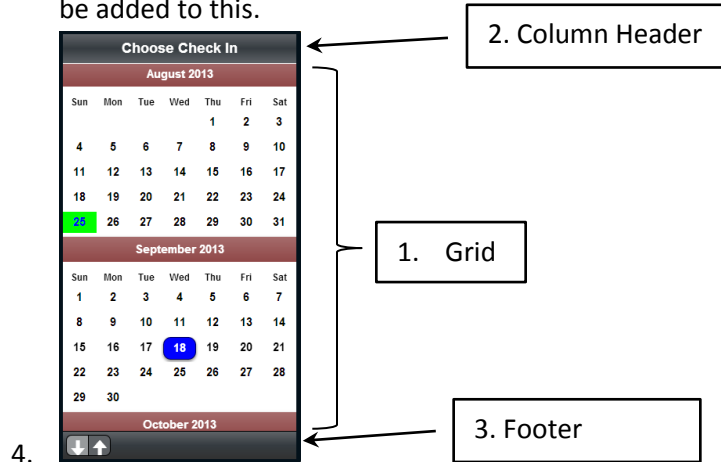 be added to this.
Choose Check In
2. Column Header
August 2013
Sun Mon Tue Wed Thu Fri Sat
1 2 3
4 5 6 7 8 9 10
11 12 13 14 15 16 17
18 19 20 21 22 23 24
25 26 27 28 29 30 31
1. Grid
September 2013
Sun Mon Tue Wed Thu Fri Sat
1 2 3 4 5 6 7
8 9 10 11 12 13 14
15 16 17 18 19 20 21
22 23 24 25 26 27 28
29 30
October 2013
3. Footer
4.